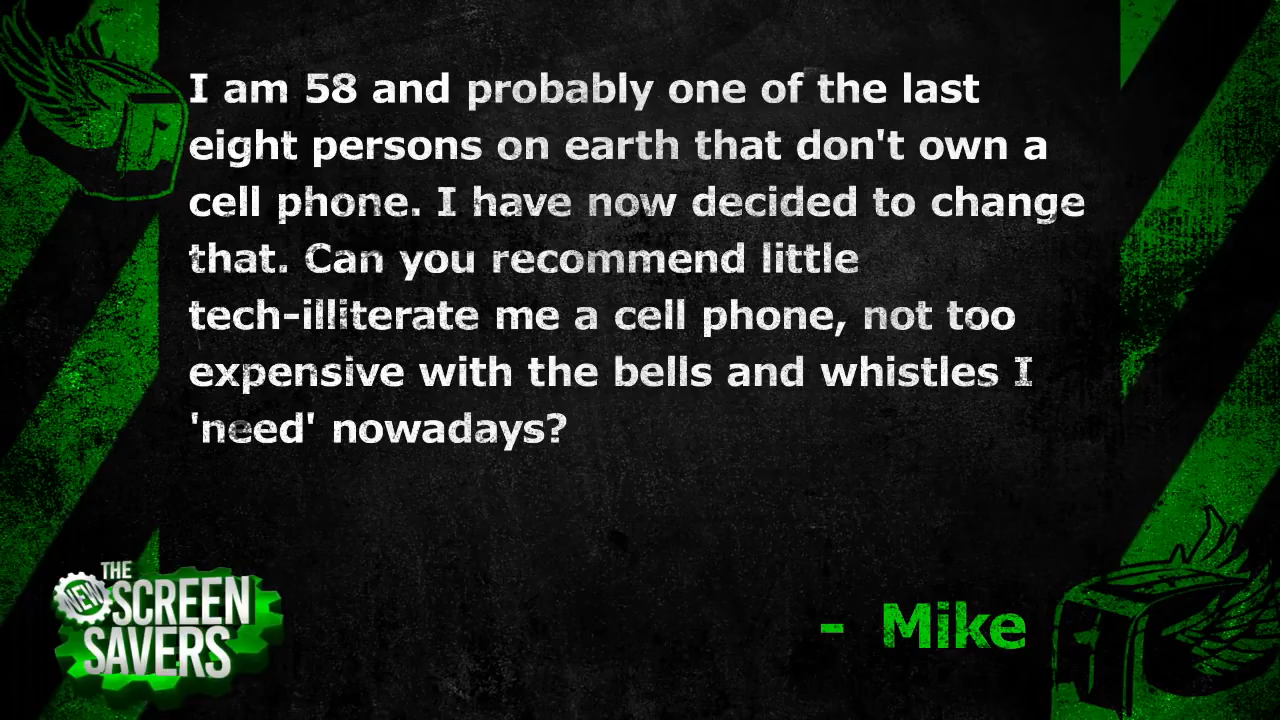 I am 58 and probably one of the last
eight persons on earth that don't own a
cell phone. I have now decided to change
that. Can you recommend little
tech-illiterate me a cell phone, not too
expensive with the bells and whistles I
'need' nowadays?
- Mike
THE
NEW SCREEN
SAVERS